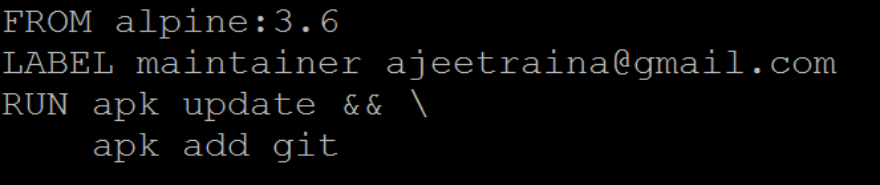 FROM alpine:3.6
LABEL maintainer ajeetraina@gmail.com
RUN apk update && \
    apk add git